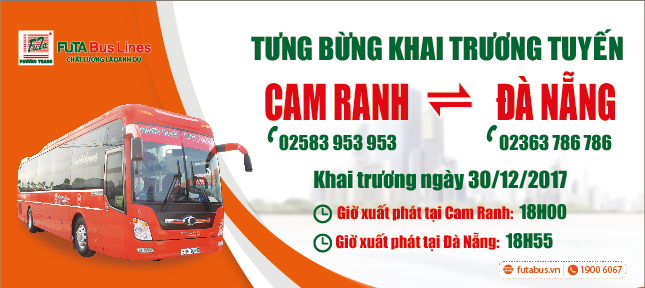 FUTA
PHƯƠNG TRANG
FUTA Bus Lines
CHẤT LƯỢNG LÀ DANH DỰ
TƯNG BỪNG KHAI TRƯƠNG TUYẾN
CAM RANH ⇌ ĐÀ NẴNG
02583 953 953 02363 786 786
Khai trương ngày 30/12/2017
Giờ xuất phát tại Cam Ranh: 18H00
Giờ xuất phát tại Đà Nẵng: 18H55
futabus.vn | 1900 6067